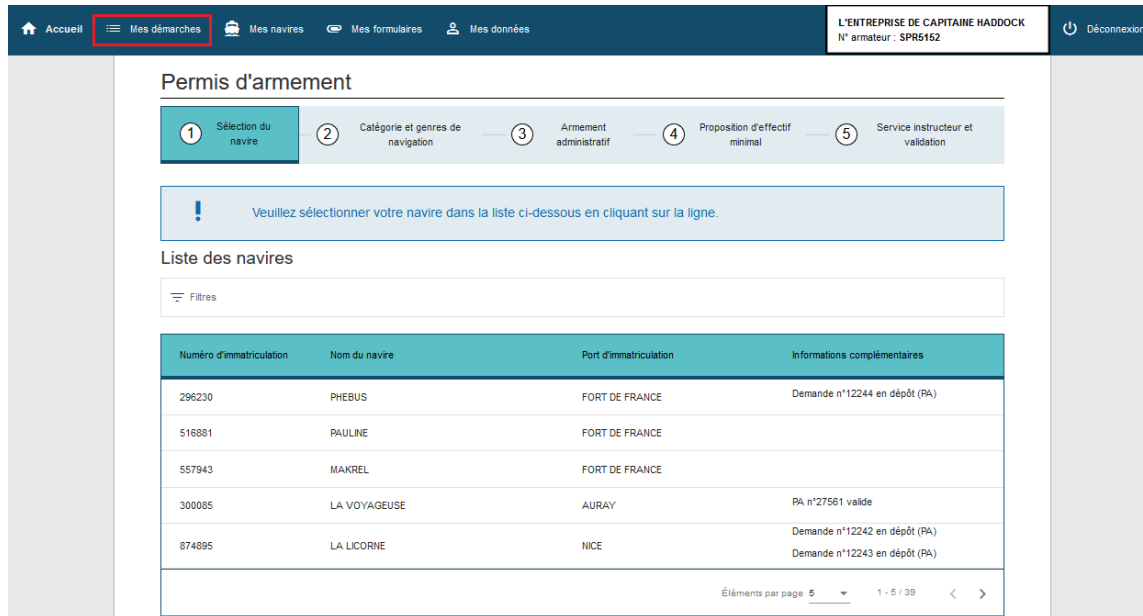 Accueil Mes démarches Mes navires Mes formulaires Mes données
L'ENTREPRISE DE CAPITAINE HADDOCK
N° armateur : SPR5152
Déconnexion
Permis d'armement
1 Sélection du navire
2 Catégorie et genres de navigation
3 Armement administratif
4 Proposition d'effectif minimal
5 Service instructeur et validation
! Veuillez sélectionner votre navire dans la liste ci-dessous en cliquant sur la ligne.
Liste des navires
Filtres
Numéro d'immatriculation Nom du navire Port d'immatriculation Informations complémentaires
296230 PHEBUS FORT DE FRANCE Demande n°12244 en dépôt (PA)
516881 PAULINE FORT DE FRANCE
557943 MAKREL FORT DE FRANCE
300085 LA VOYAGEUSE AURAY PA n°27561 valide
874895 LA LICORNE NICE Demande n°12242 en dépôt (PA)
Demande n°12243 en dépôt (PA)
Éléments par page 5 1 - 5 / 39